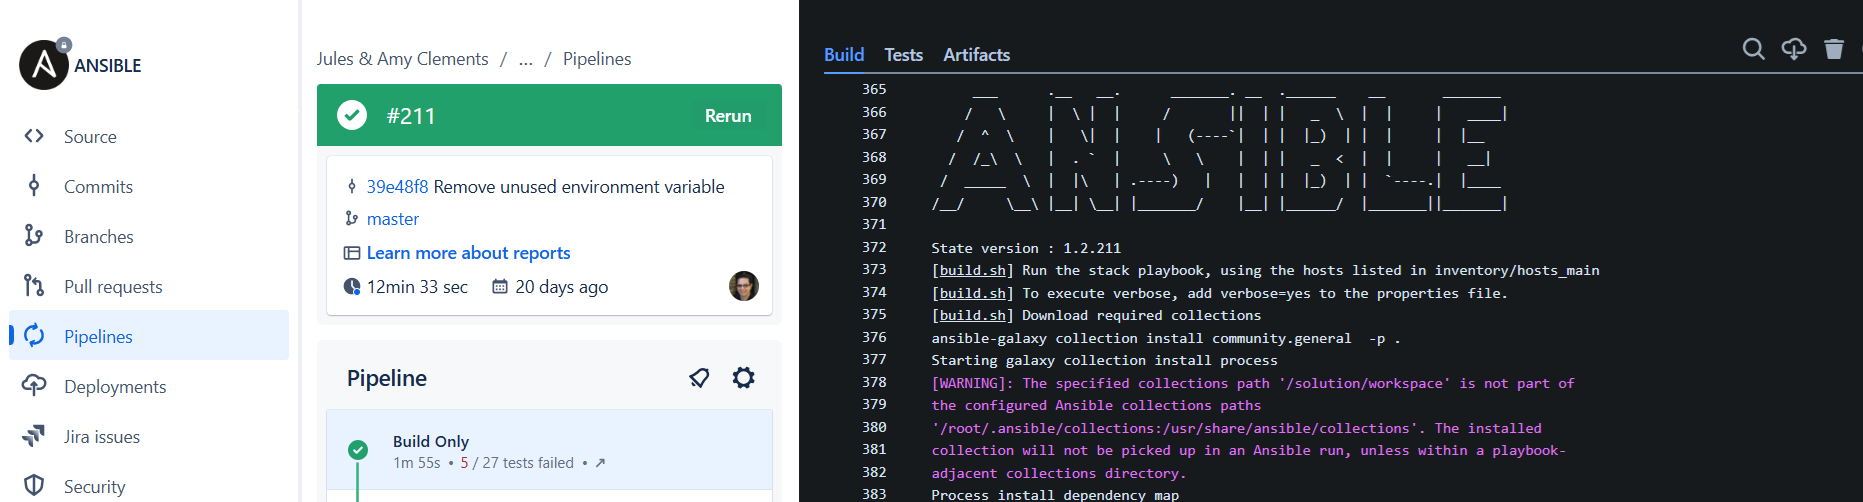 ANSIBLE
Source
Commits
Branches
Pull requests
Pipelines
Deployments
Jira issues
Security
Jules & Amy Clements / ... / Pipelines
#211
Rerun
39e48f8 Remove unused environment variable
master
Learn more about reports
12min 33 sec 20 days ago
Pipeline
Build Only
1m 55s • 5 / 27 tests failed • ↗
Build Tests Artifacts
365
366
367
368
369
370
ANSIBLE
371
372 State version : 1.2.211
373 [build.sh] Run the stack playbook, using the hosts listed in inventory/hosts_main
374 [build.sh] To execute verbose, add verbose=yes to the properties file.
375 [build.sh] Download required collections
376 ansible-galaxy collection install community.general  -p .
377 Starting galaxy collection install process
378 [WARNING]: The specified collections path '/solution/workspace' is not part of
379 the configured Ansible collections paths
380 '/root/.ansible/collections:/usr/share/ansible/collections'. The installed
381 collection will not be picked up in an Ansible run, unless within a playbook-
382 adjacent collections directory.
383 Process install dependency map